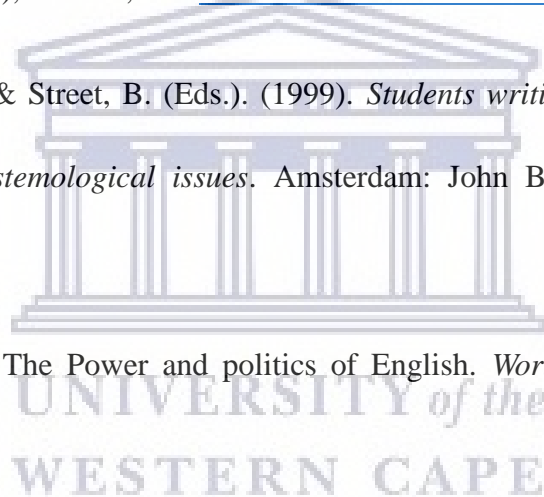 & Street, B. (Eds.). (1999). Students writi
stemological issues. Amsterdam: John B
The Power and politics of English. Wor
UNIVERSITY of the
WESTERN CAPE